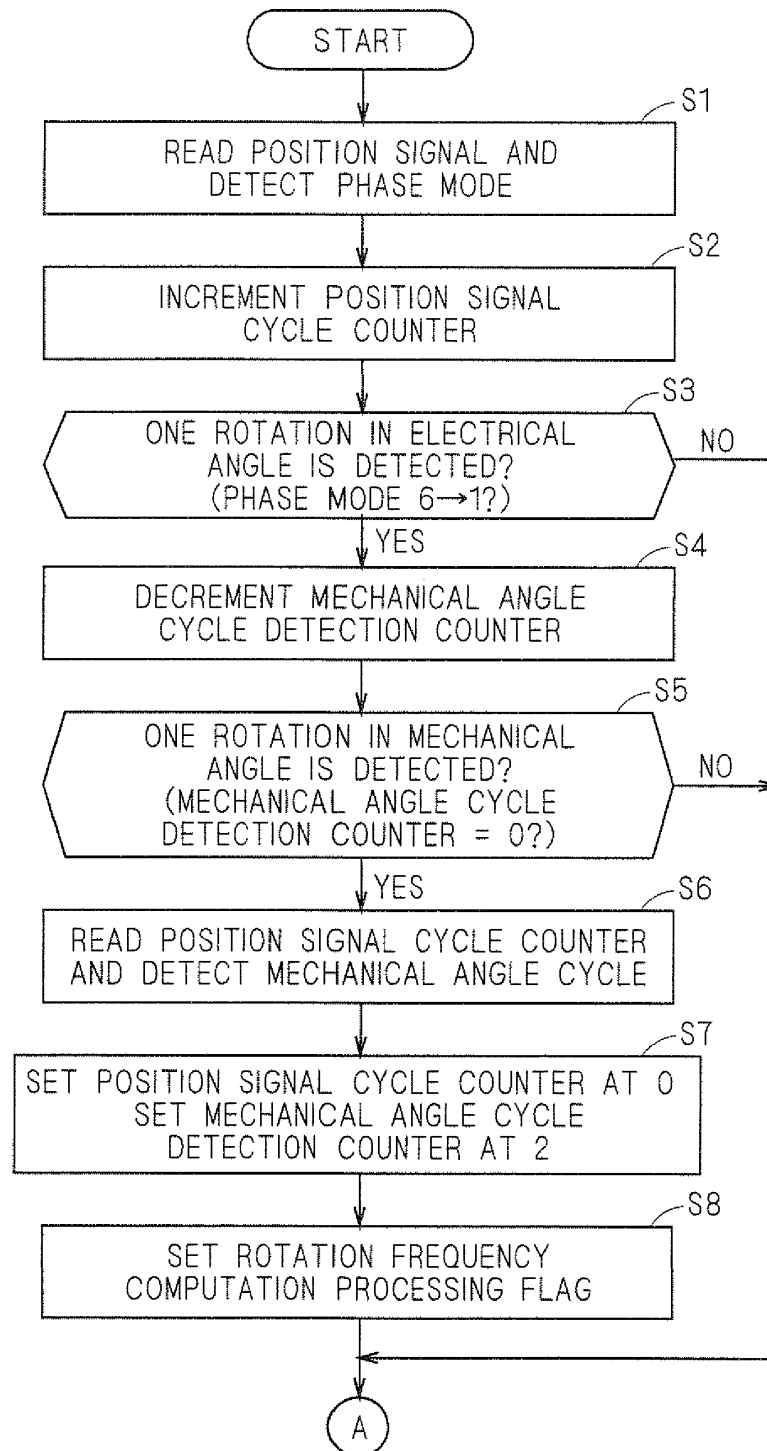 START
S1
READ POSITION SIGNAL AND
DETECT PHASE MODE
S2
INCREMENT POSITION SIGNAL
CYCLE COUNTER
S3
ONE ROTATION IN ELECTRICAL
ANGLE IS DETECTED?
(PHASE MODE 6→1?)
NO
YES
S4
DECREMENT MECHANICAL ANGLE
CYCLE DETECTION COUNTER
S5
ONE ROTATION IN MECHANICAL
ANGLE IS DETECTED?
(MECHANICAL ANGLE CYCLE
DETECTION COUNTER = 0?)
NO
YES
S6
READ POSITION SIGNAL CYCLE COUNTER
AND DETECT MECHANICAL ANGLE CYCLE
S7
SET POSITION SIGNAL CYCLE COUNTER AT 0
SET MECHANICAL ANGLE CYCLE
DETECTION COUNTER AT 2
S8
SET ROTATION FREQUENCY
COMPUTATION PROCESSING FLAG
A